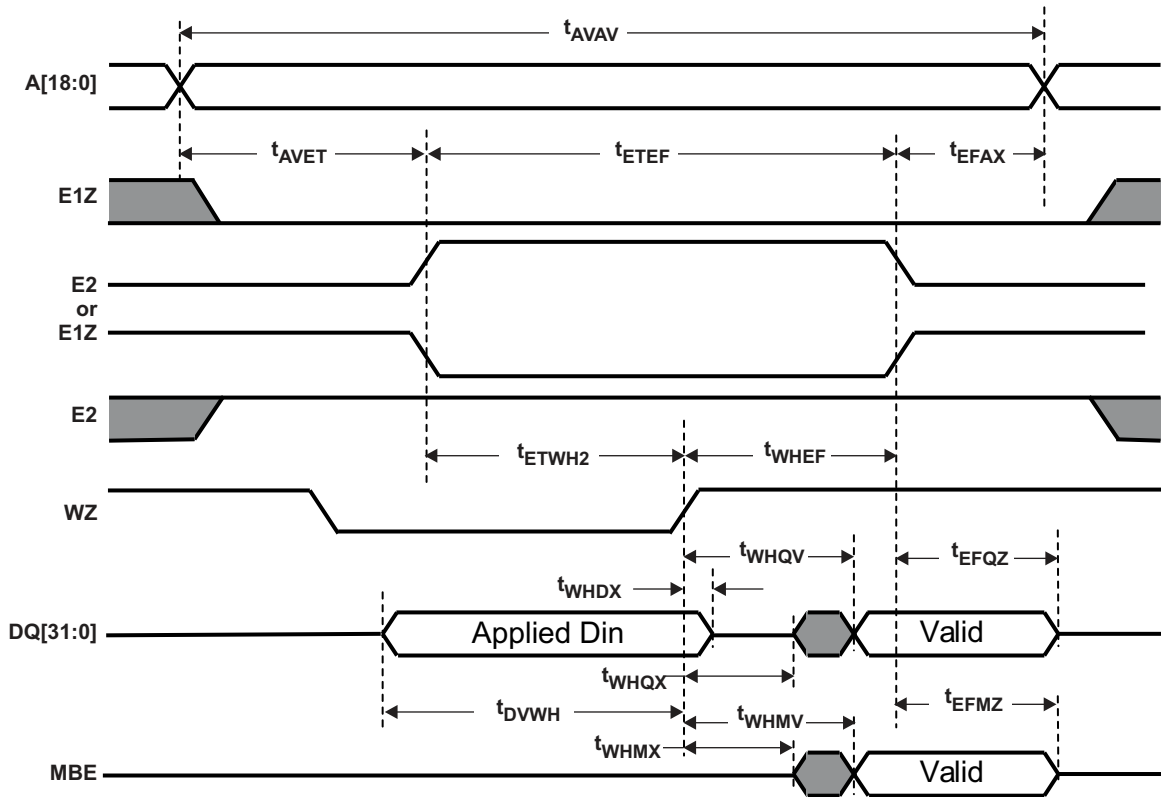 tAVAV
A[18:0]
tAVET
tETEF
tEFAX
E1Z
E2
or
E1Z
E2
tETWH2
tWHEF
WZ
tWHQV
tEFQZ
tWHDX
DQ[31:0]
Applied Din
Valid
tWHQX
tDVWH
tWHMV
tEFMZ
tWHMX
MBE
Valid